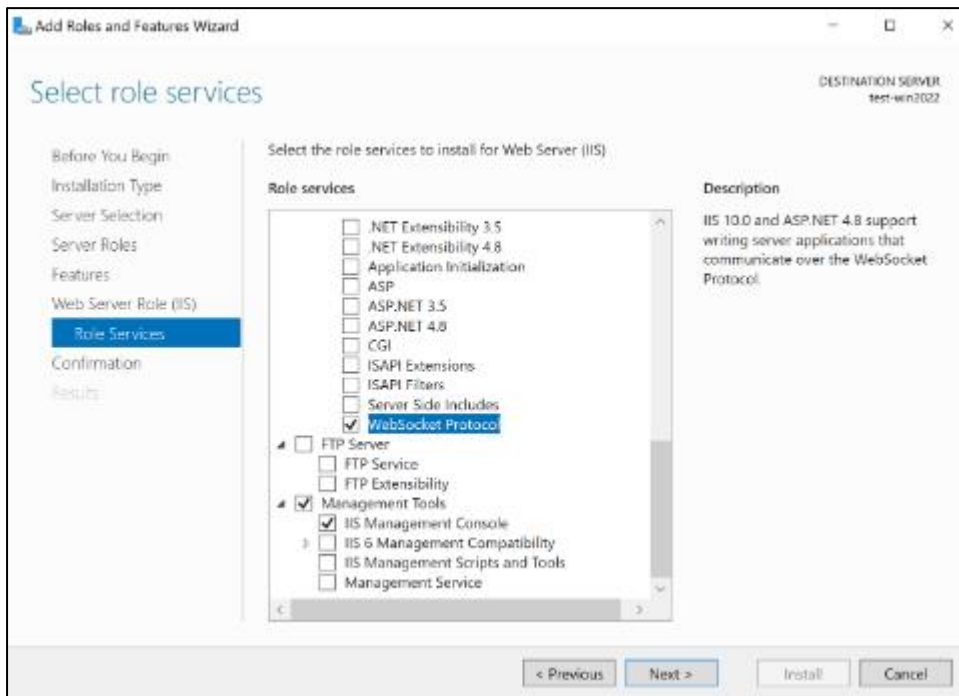 Add Roles and Features Wizard
Select role services
DESTINATION SERVER
test-win2022
Before You Begin
Installation Type
Server Selection
Server Roles
Features
Web Server Role (IIS)
Role Services
Confirmation
Results
Select the role services to install for Web Server (IIS)
Role services
.NET Extensibility 3.5
.NET Extensibility 4.8
Application Initialization
ASP
ASP.NET 3.5
ASP.NET 4.8
CGI
ISAPI Extensions
ISAPI Filters
Server Side Includes
WebSocket Protocol
FTP Server
FTP Service
FTP Extensibility
Management Tools
IIS Management Console
IIS 6 Management Compatibility
IIS Management Scripts and Tools
Management Service
Description
IIS 10.0 and ASP.NET 4.8 support
writing server applications that
communicate over the WebSocket
Protocol.
< Previous
Next >
Install
Cancel